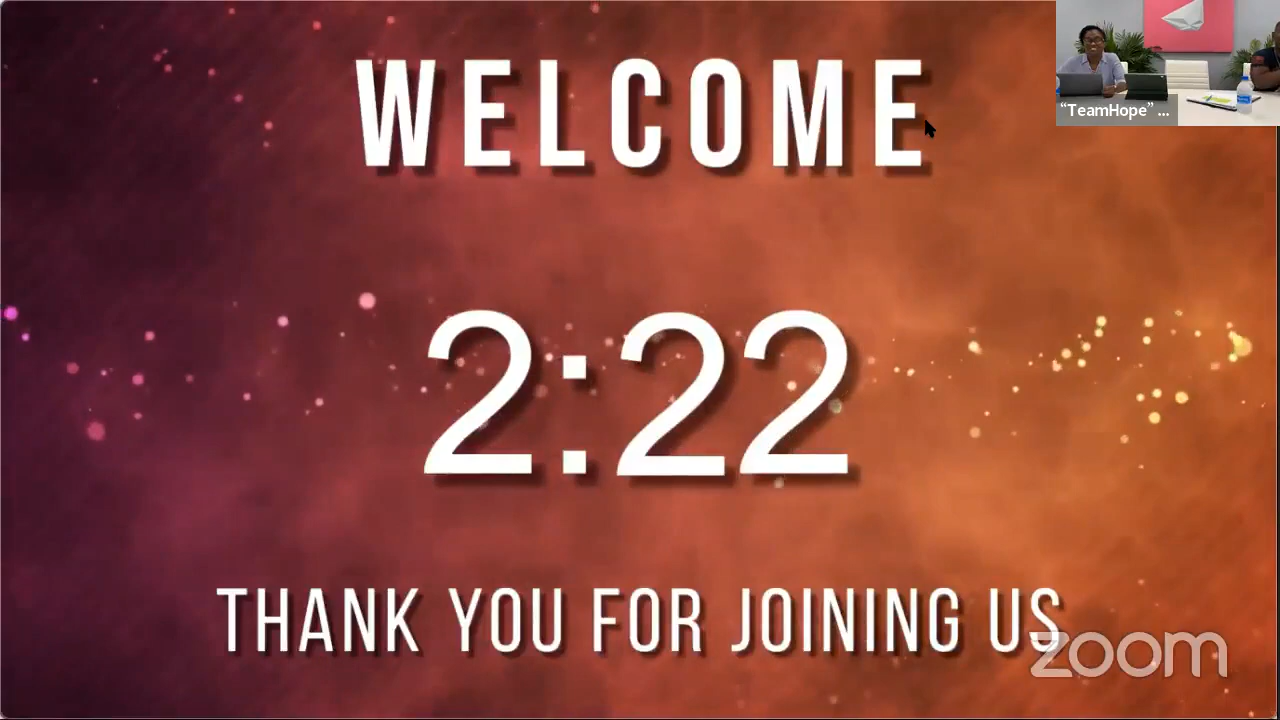 WELCOME
“TeamHope” ...
2:22
THANK YOU FOR JOINING US
zoom